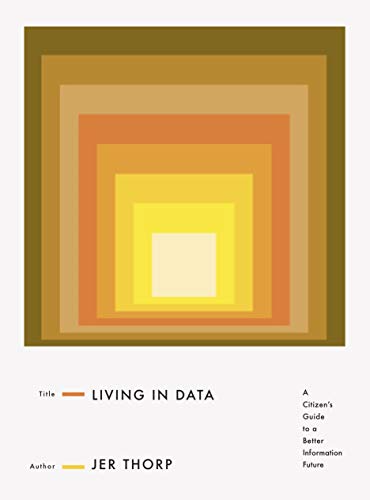 Title LIVING IN DATA
Author JER THORP
A
Citizen's
Guide
to a
Better
Information
Future